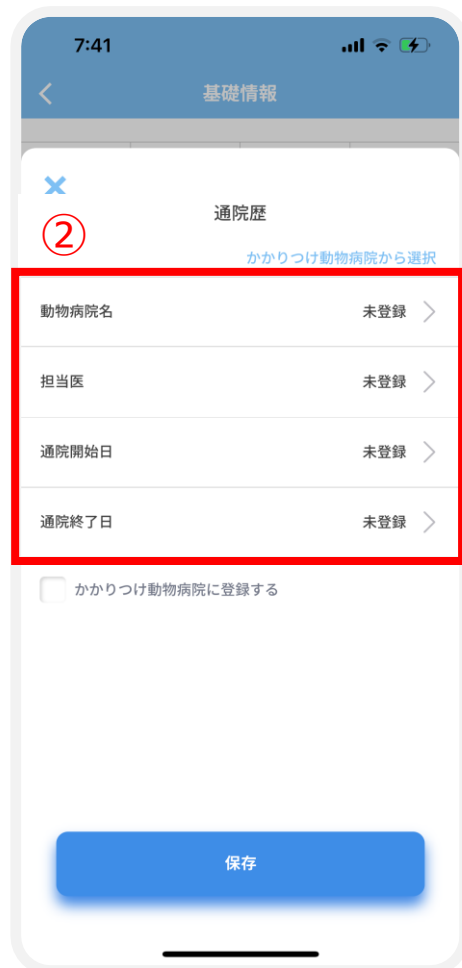 7:41
基礎情報
②
通院歴
かかりつけ動物病院から選択
動物病院名 未登録
担当医 未登録
通院開始日 未登録
通院終了日 未登録
かかりつけ動物病院に登録する
保存